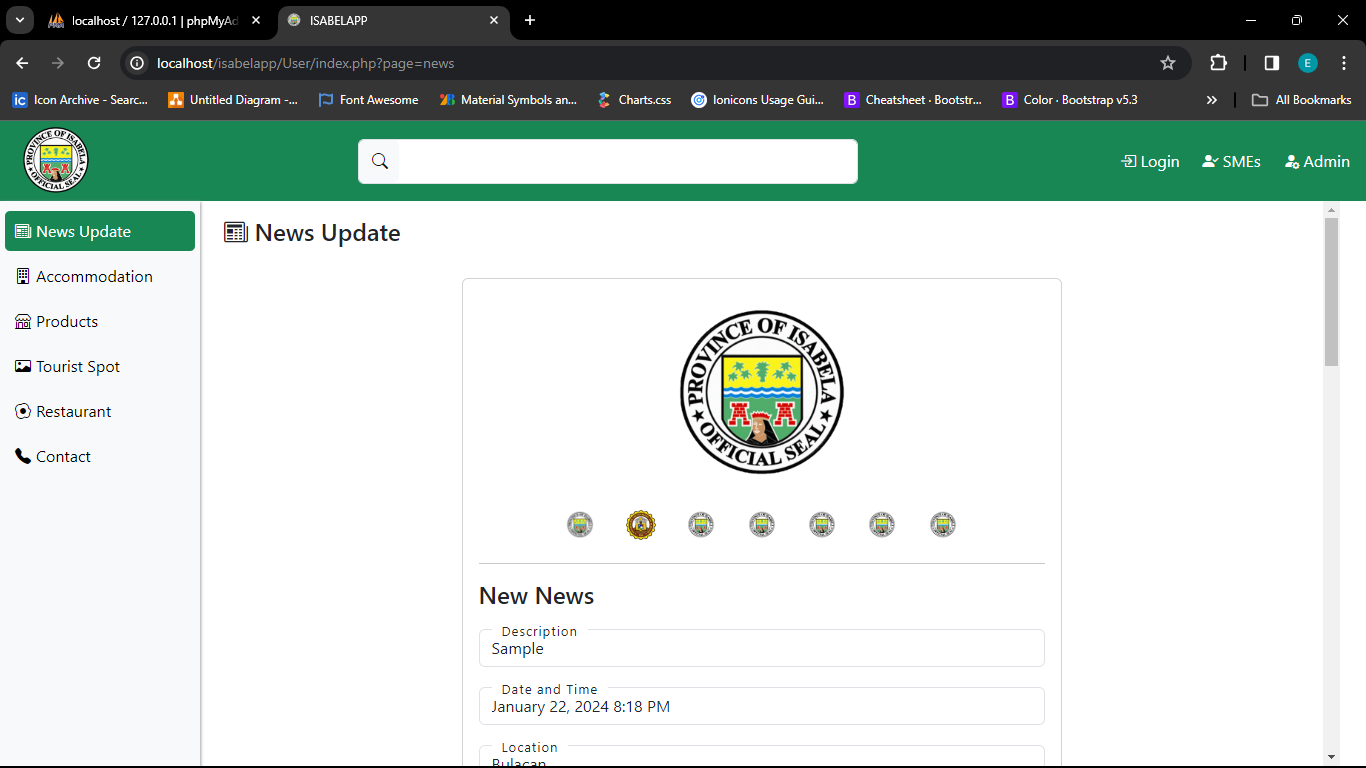 localhost / 127.0.0.1 | phpMyAd
ISABELAPP
localhost/isabelapp/User/index.php?page=news
E
Icon Archive - Searc...
Untitled Diagram -...
Font Awesome
Material Symbols an...
Charts.css
Ionicons Usage Gui...
Cheatsheet · Bootstr...
Color · Bootstrap v5.3
All Bookmarks
PROVINCE OF ISABELA
OFFICIAL SEAL
Login
SMEs
Admin
News Update
Accommodation
Products
Tourist Spot
Restaurant
Contact
News Update
PROVINCE OF ISABELA
OFFICIAL SEAL
New News
Description
Sample
Date and Time
January 22, 2024 8:18 PM
Location
Bulacan